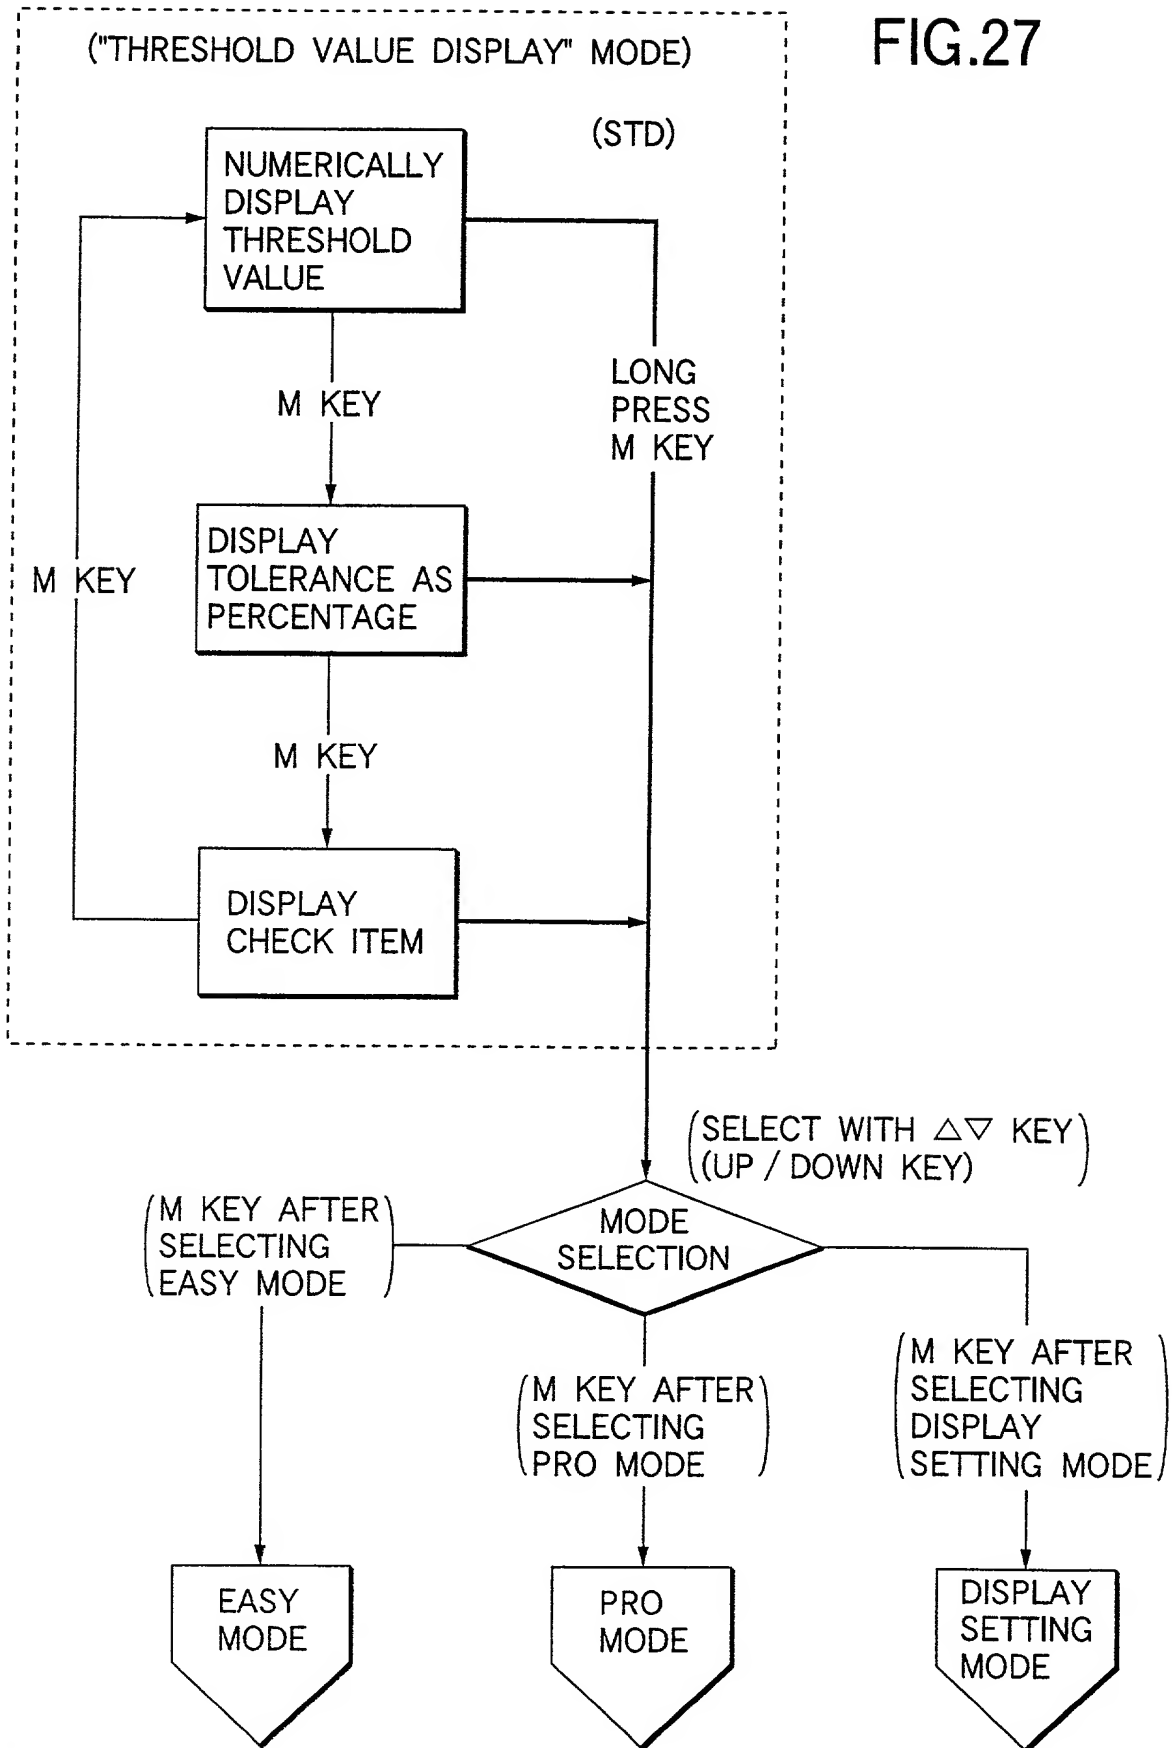 FIG.27
("THRESHOLD VALUE DISPLAY" MODE)
(STD)
NUMERICALLY
DISPLAY
THRESHOLD
VALUE
LONG
PRESS
M KEY
M KEY
DISPLAY
TOLERANCE AS
PERCENTAGE
M KEY
M KEY
DISPLAY
CHECK ITEM
(SELECT WITH △▽ KEY
(UP / DOWN KEY))
MODE
SELECTION
(M KEY AFTER
SELECTING
EASY MODE)
(M KEY AFTER
SELECTING
PRO MODE)
(M KEY AFTER
SELECTING
DISPLAY
SETTING MODE)
EASY
MODE
PRO
MODE
DISPLAY
SETTING
MODE